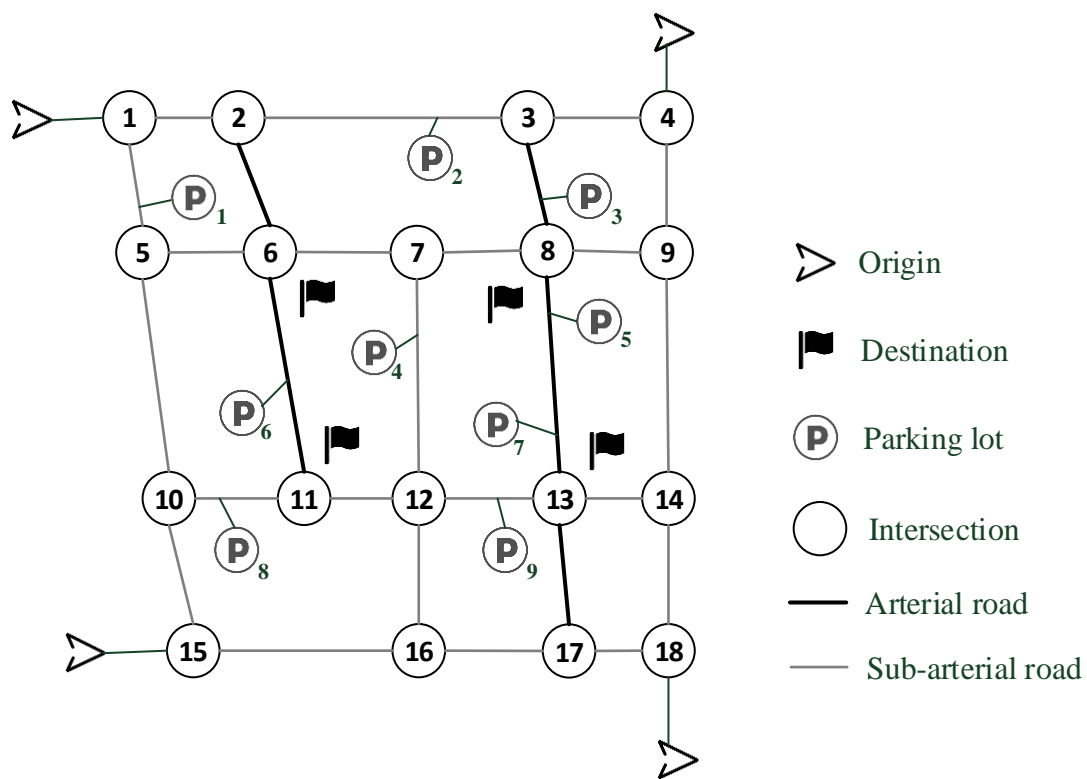 1 2 3 4
P 2
P 1 P 3
5 6 7 8 9
P 5
P 4
P 6 P 7
10 11 12 13 14
P 8 P 9
15 16 17 18
Origin
Destination
P Parking lot
Intersection
Arterial road
Sub-arterial road